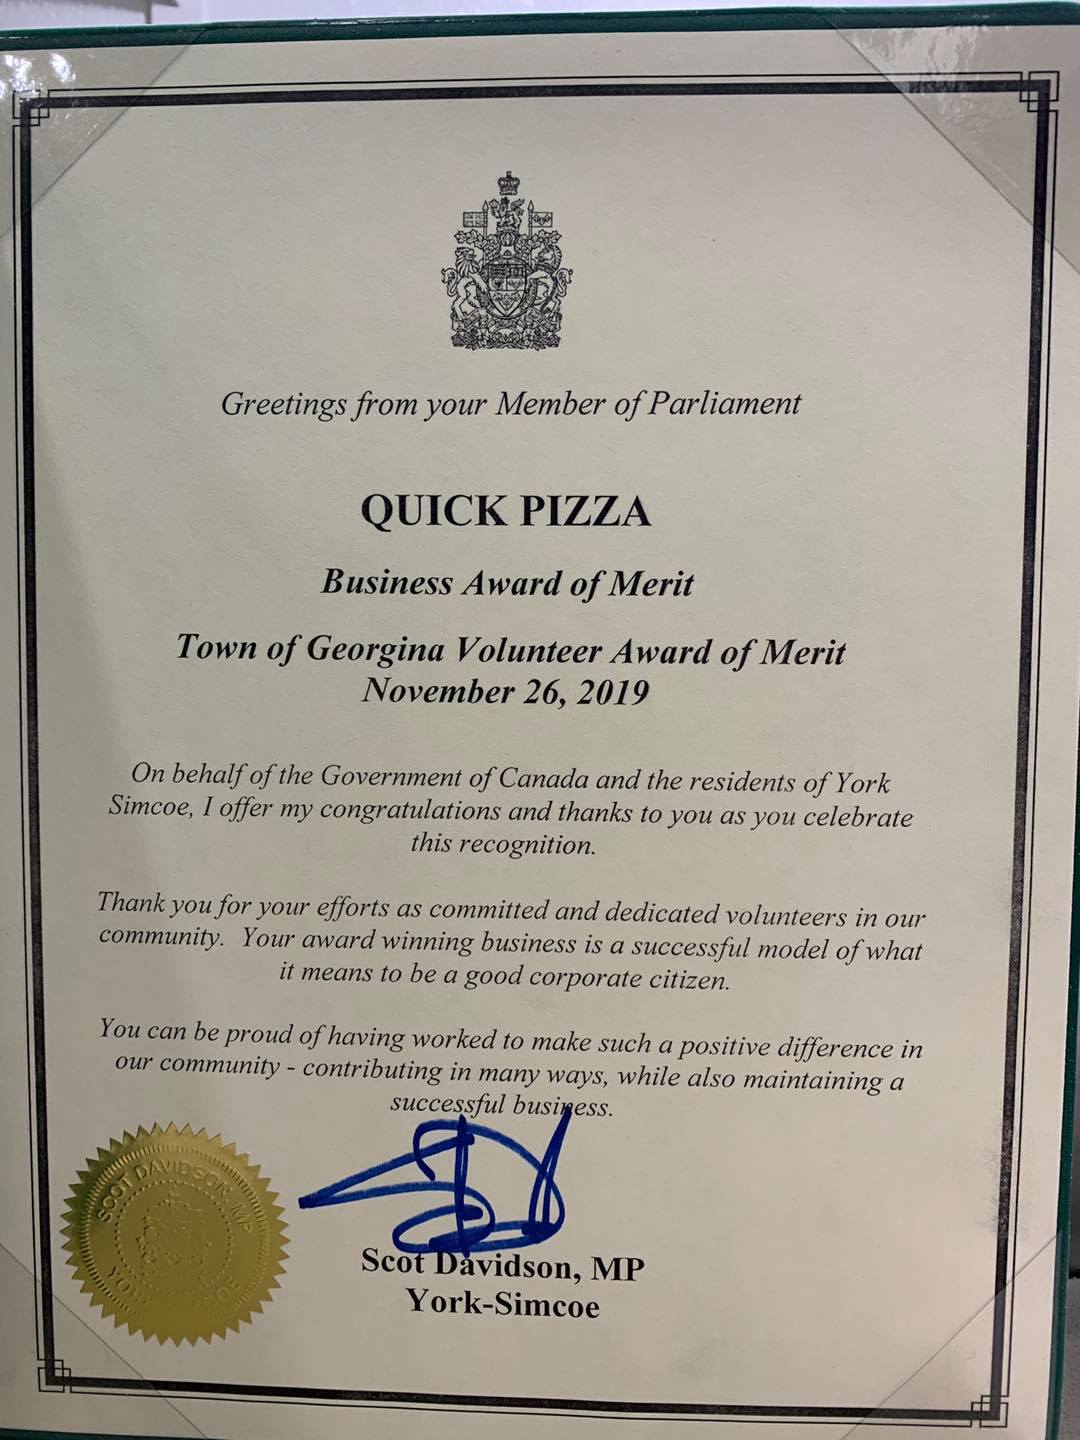 Greetings from your Member of Parliament
QUICK PIZZA
Business Award of Merit
Town of Georgina Volunteer Award of Merit
November 26, 2019
On behalf of the Government of Canada and the residents of York
Simcoe, I offer my congratulations and thanks to you as you celebrate
this recognition.
Thank you for your efforts as committed and dedicated volunteers in our
community. Your award winning business is a successful model of what
it means to be a good corporate citizen.
You can be proud of having worked to make such a positive difference in
our community - contributing in many ways, while also maintaining a
successful business.
SCOT DAVIDSON, MP
Scot Davidson, MP
York-Simcoe